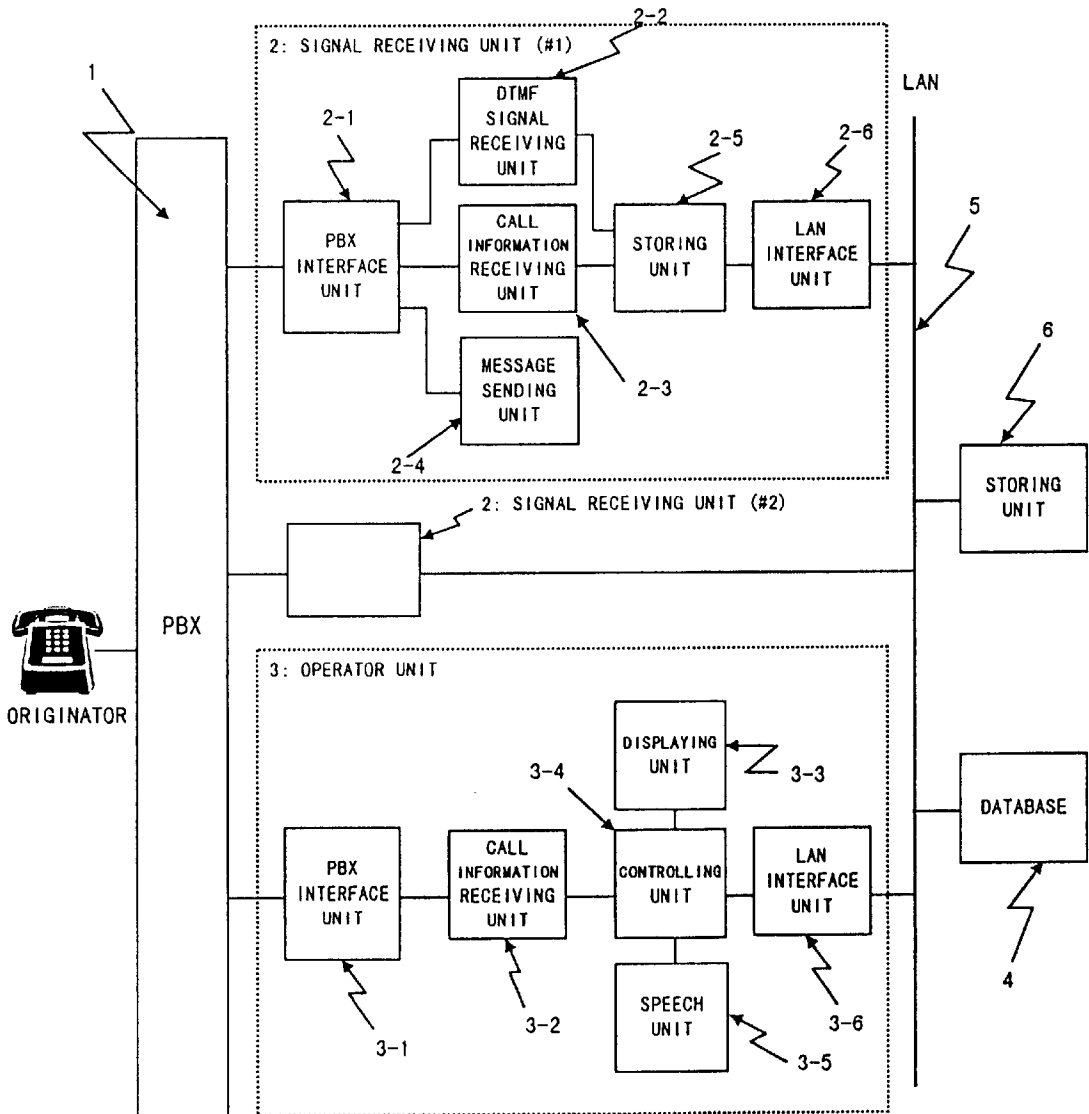 2-2
2: SIGNAL RECEIVING UNIT (#1)
1
LAN
DTMF
SIGNAL
RECEIVING
UNIT
2-1
2-5
2-6
5
PBX
INTERFACE
UNIT
CALL
INFORMATION
RECEIVING
UNIT
STORING
UNIT
LAN
INTERFACE
UNIT
6
MESSAGE
SENDING
UNIT
2-3
2-4
STORING
UNIT
2: SIGNAL RECEIVING UNIT (#2)
PBX
ORIGINATOR
3: OPERATOR UNIT
DISPLAYING
UNIT
3-4
3-3
DATABASE
PBX
INTERFACE
UNIT
CALL
INFORMATION
RECEIVING
UNIT
CONTROLLING
UNIT
LAN
INTERFACE
UNIT
4
SPEECH
UNIT
3-1
3-2
3-6
3-5